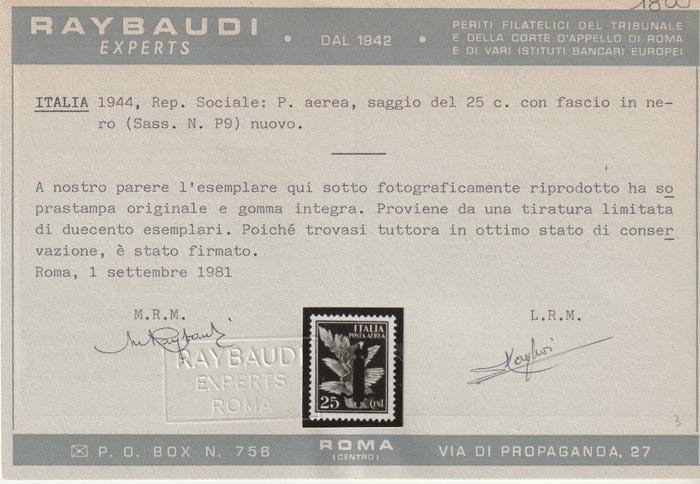 1800
RAYBAUDI
EXPERTS
• DAL 1942 •
PERITI FILATELICI DEL TRIBUNALE
E DELLA CORTE D'APPELLO DI ROMA
E DI VARI ISTITUTI BANCARI EUROPEI
ITALIA 1944, Rep. Sociale: P. aerea, saggio del 25 c. con fascio in ne-
ro (Sass. N. P9) nuovo.
A nostro parere l'esemplare qui sotto fotograficamente riprodotto ha so
prastampa originale e gomma integra. Proviene da una tiratura limitata
di duecento esemplari. Poiché trovasi tuttora in ottimo stato di conser
vazione, è stato firmato.
Roma, 1 settembre 1981
M.R.M.
L.R.M.
RAYBAUDI
EXPERTS
ROMA
ITALIA
POSTA AEREA
25 CENT
3
P. O. BOX N. 756
ROMA
(CENTRO)
VIA DI PROPAGANDA, 27